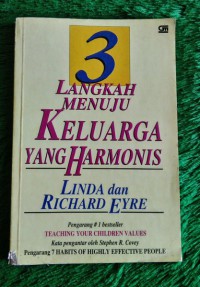 GM
3
LANGKAH
MENUJU
KELUARGA
YANG HARMONIS
LINDA dan
RICHARD EYRE
Pengarang # 1 bestseller
TEACHING YOUR CHILDREN VALUES
Kata pengantar oleh Stephen R. Covey
Pengarang 7 HABITS OF HIGHLY EFFECTIVE PEOPLE